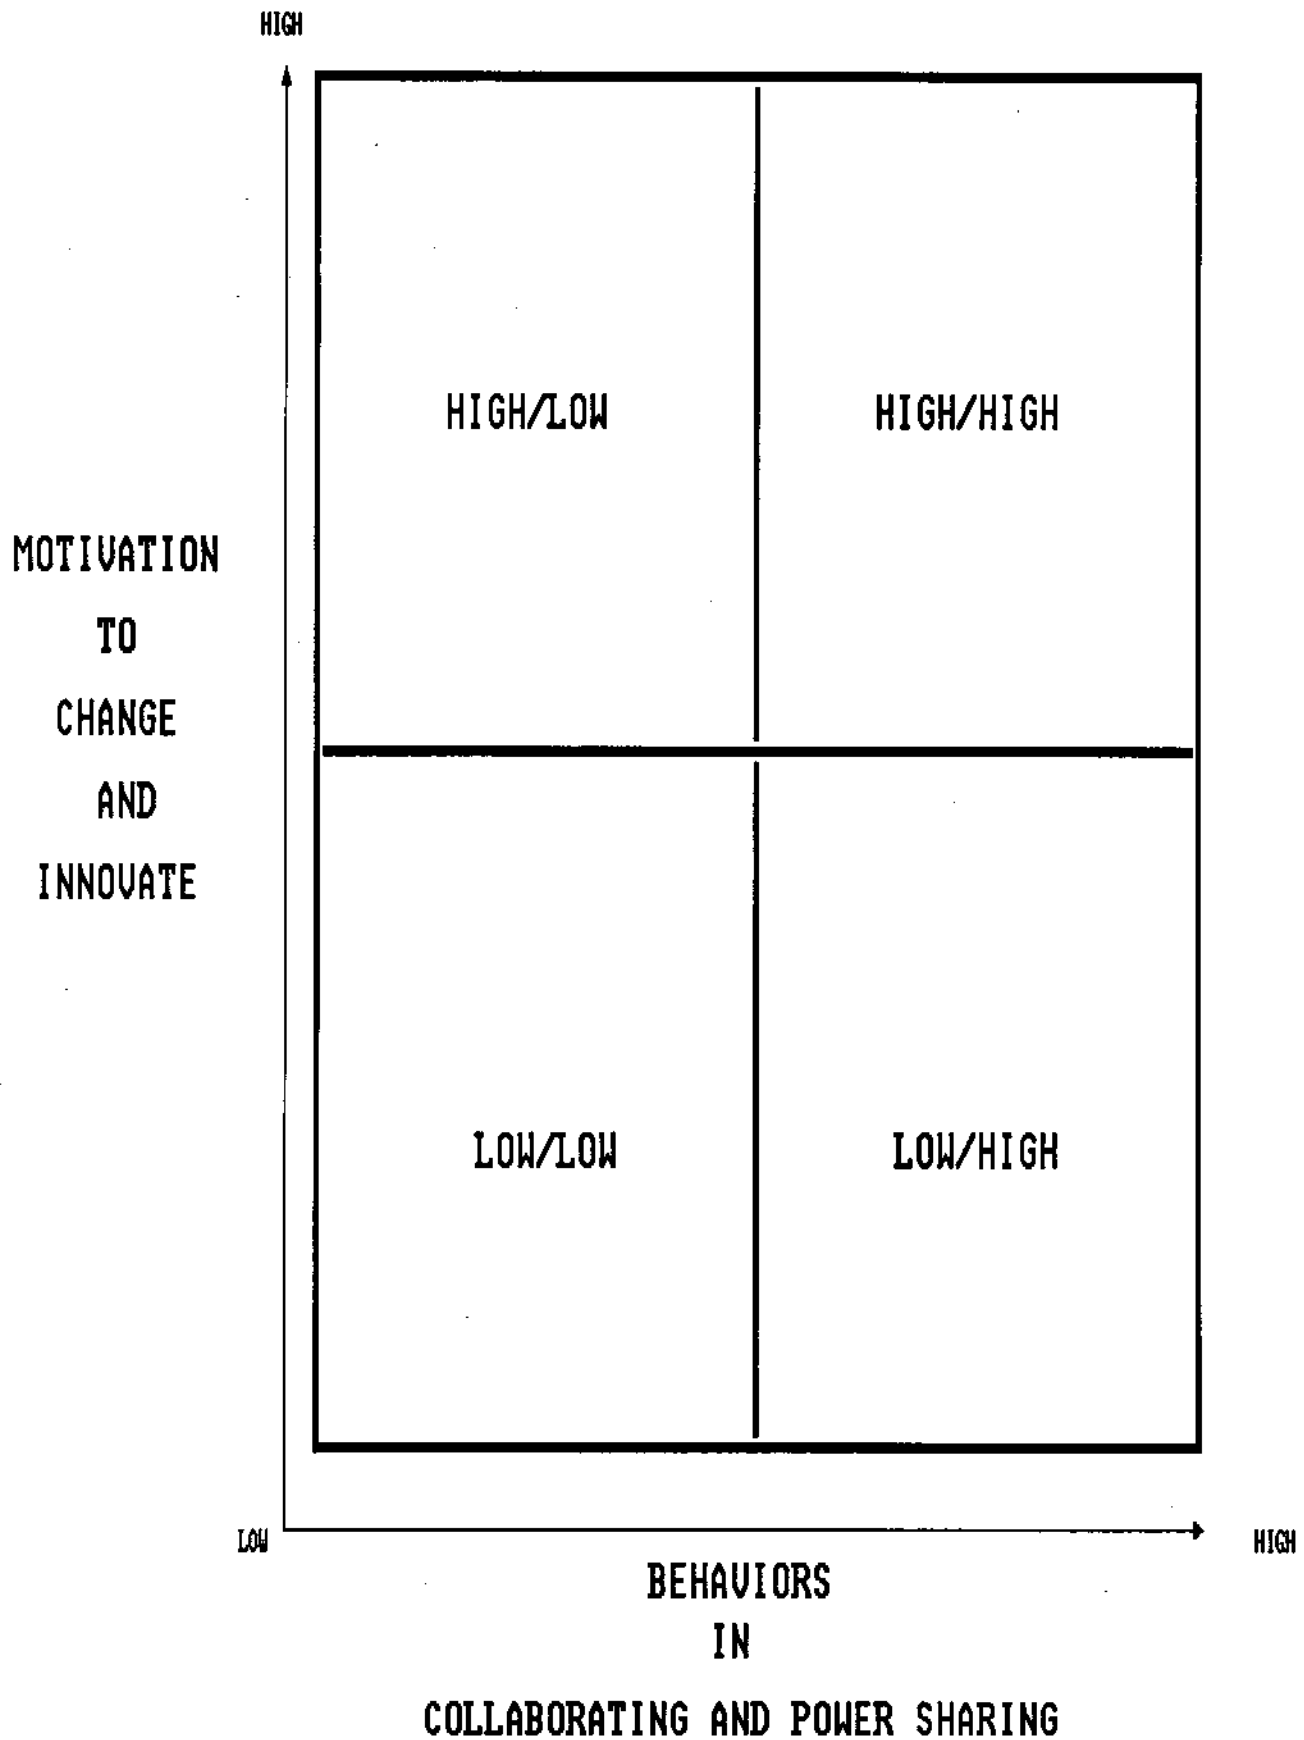 HIGH
HIGH/LOW HIGH/HIGH
MOTIVATION
TO
CHANGE
AND
INNOVATE
LOW/LOW LOW/HIGH
LOW HIGH
BEHAVIORS
IN
COLLABORATING AND POWER SHARING